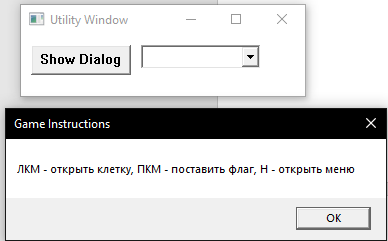 Utility Window
Show Dialog
Game Instructions
ЛКМ - открыть клетку, ПКМ - поставить флаг, Н - открыть меню
OK